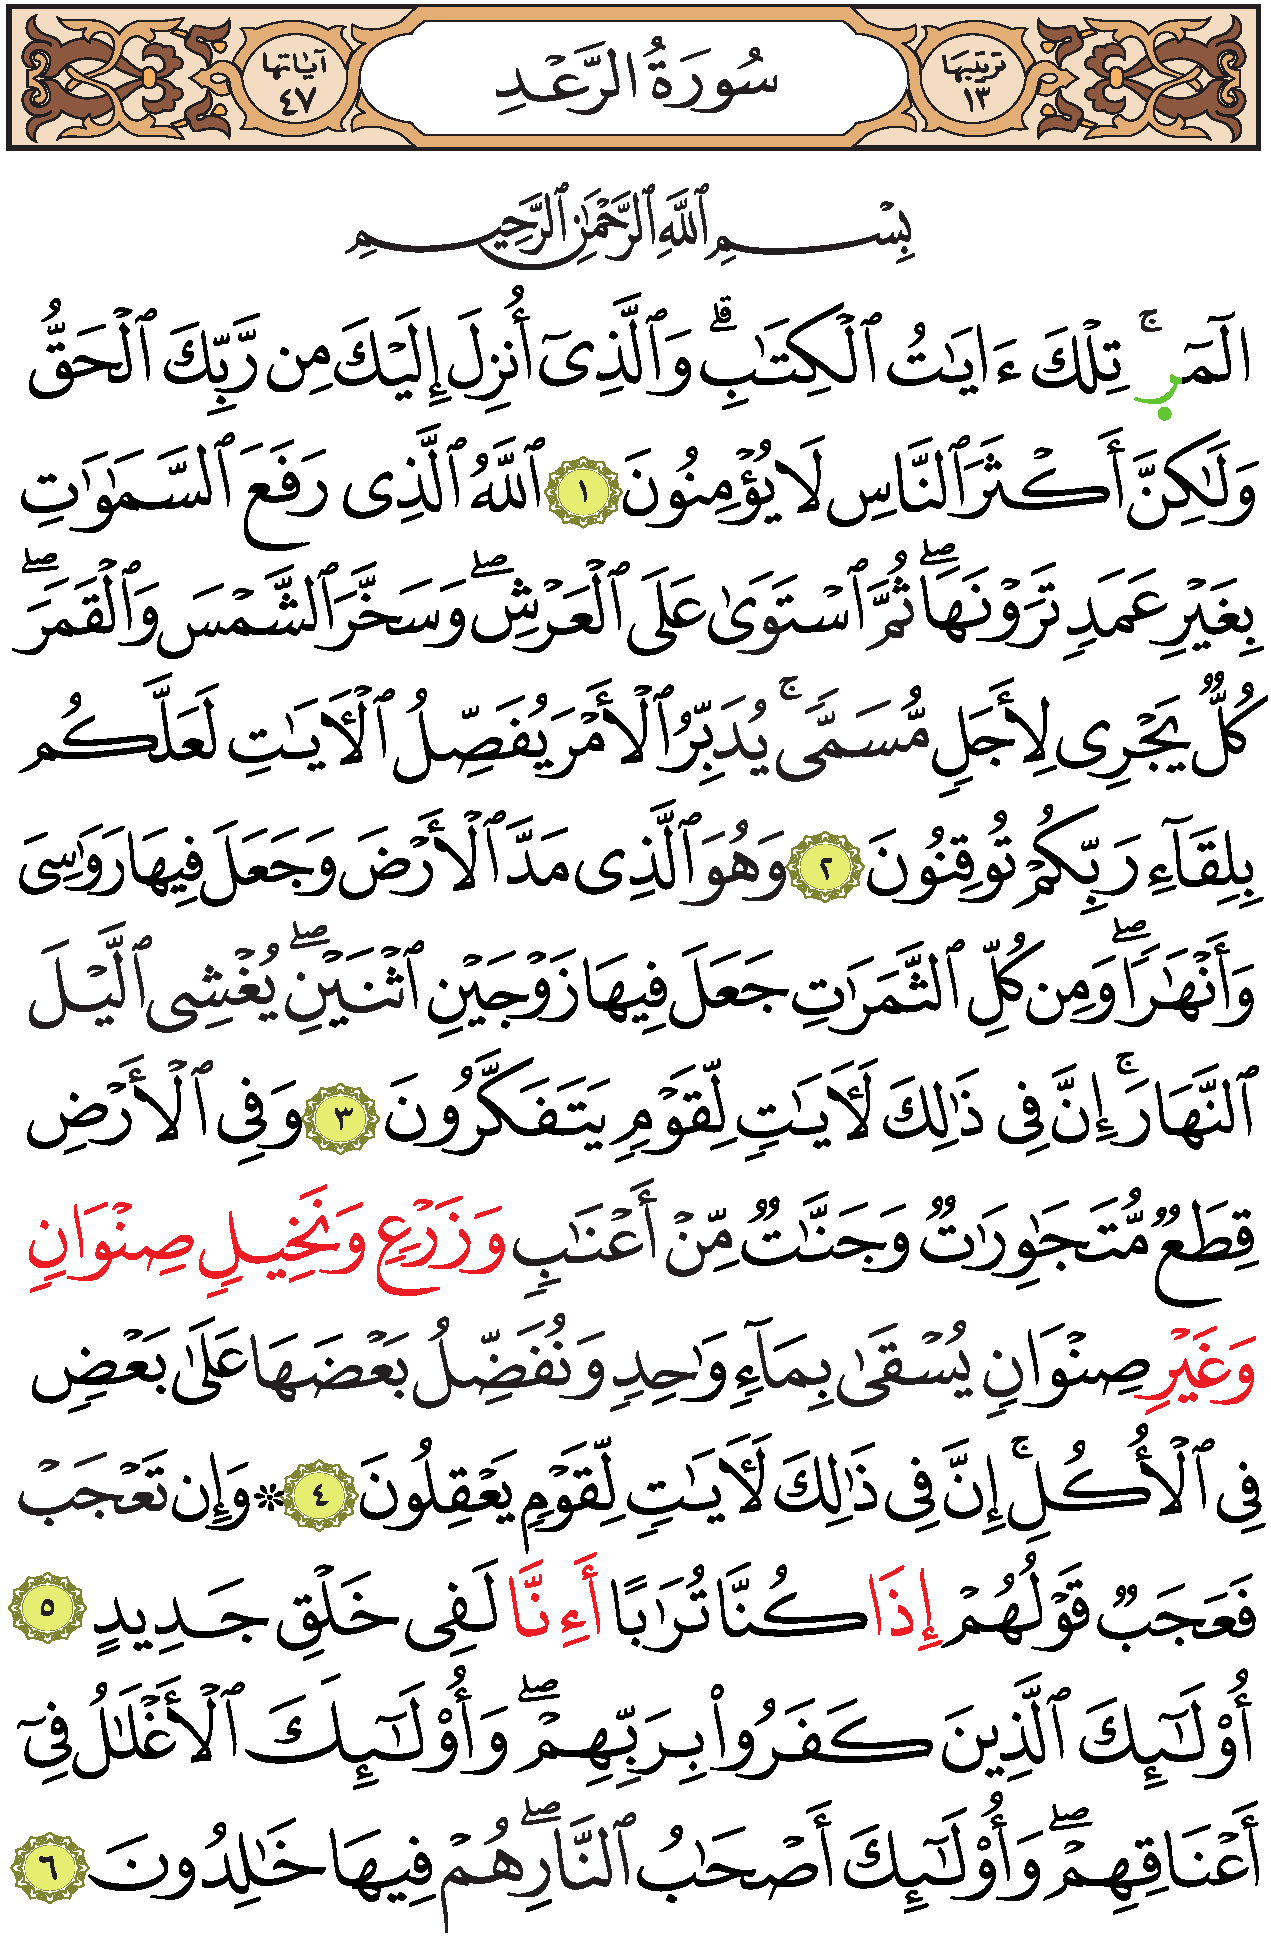 ترتيبها ١٣ سُورَةُ الرَّعْدِ آياتها ٤٧
بِسْمِ ٱللَّهِ ٱلرَّحْمَٰنِ ٱلرَّحِيمِ
الٓمٓرۚ تِلْكَ ءَايَٰتُ ٱلْكِتَٰبِۗ وَٱلَّذِىٓ أُنزِلَ إِلَيْكَ مِن رَّبِّكَ ٱلْحَقُّ
وَلَٰكِنَّ أَكْثَرَ ٱلنَّاسِ لَا يُؤْمِنُونَ ١ ٱللَّهُ ٱلَّذِى رَفَعَ ٱلسَّمَٰوَٰتِ
بِغَيْرِ عَمَدٍ تَرَوْنَهَاۖ ثُمَّ ٱسْتَوَىٰ عَلَى ٱلْعَرْشِۖ وَسَخَّرَ ٱلشَّمْسَ وَٱلْقَمَرَۖ
كُلٌّ يَجْرِى لِأَجَلٍ مُّسَمًّىۚ يُدَبِّرُ ٱلْأَمْرَ يُفَصِّلُ ٱلْأَيَٰتِ لَعَلَّكُم
بِلِقَآءِ رَبِّكُمْ تُوقِنُونَ ٢ وَهُوَ ٱلَّذِى مَدَّ ٱلْأَرْضَ وَجَعَلَ فِيهَا رَوَٰسِىَ
وَأَنْهَٰرًاۖ وَمِن كُلِّ ٱلثَّمَرَٰتِ جَعَلَ فِيهَا زَوْجَيْنِ ٱثْنَيْنِۖ يُغْشِى ٱلَّيْلَ
ٱلنَّهَارَۚ إِنَّ فِى ذَٰلِكَ لَأَيَٰتٍ لِّقَوْمٍ يَتَفَكَّرُونَ ٣ وَفِى ٱلْأَرْضِ
قِطَعٌ مُّتَجَٰوِرَٰتٌ وَجَنَّٰتٌ مِّنْ أَعْنَٰبٍ وَزَرْعٍ وَنَخِيلٍ صِنْوَانٍ
وَغَيْرِ صِنْوَانٍ يُسْقَىٰ بِمَآءٍ وَٰحِدٍ وَنُفَضِّلُ بَعْضَهَا عَلَىٰ بَعْضٍ
فِى ٱلْأُكُلِۚ إِنَّ فِى ذَٰلِكَ لَأَيَٰتٍ لِّقَوْمٍ يَعْقِلُونَ ٤ ۞ وَإِن تَعْجَبْ
فَعَجَبٌ قَوْلُهُمْ إِذَا كُنَّا تُرَٰبًا أَءِنَّا لَفِى خَلْقٍ جَدِيدٍ ٥
أُوْلَٰٓئِكَ ٱلَّذِينَ كَفَرُواْ بِرَبِّهِمْۖ وَأُوْلَٰٓئِكَ ٱلْأَغْلَٰلُ فِىٓ
أَعْنَاقِهِمْۖ وَأُوْلَٰٓئِكَ أَصْحَٰبُ ٱلنَّارِۖ هُمْ فِيهَا خَٰلِدُونَ ٦